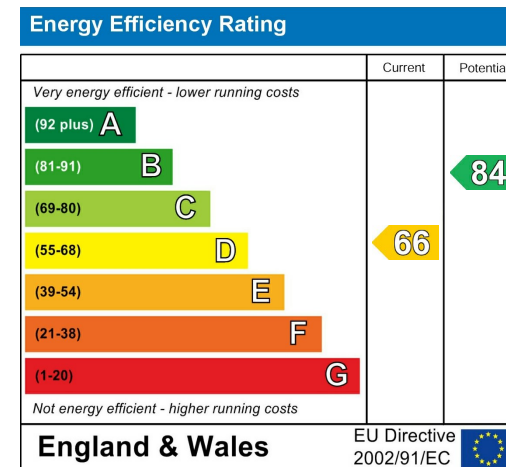 Energy Efficiency Rating
Current Potentia
Very energy efficient - lower running costs
(92 plus) A
(81-91) B
84
(69-80) C
(55-68) D
66
(39-54) E
(21-38) F
(1-20) G
Not energy efficient - higher running costs
England & Wales
EU Directive
2002/91/EC